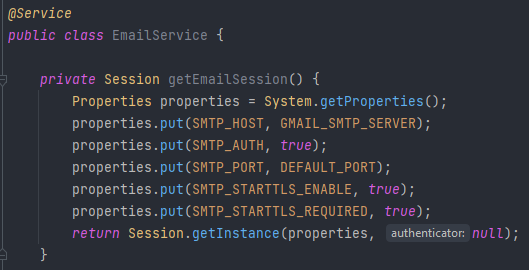 @Service
public class EmailService {
private Session getEmailSession() {
Properties properties = System.getProperties();
properties.put(SMTP_HOST, GMAIL_SMTP_SERVER);
properties.put(SMTP_AUTH, true);
properties.put(SMTP_PORT, DEFAULT_PORT);
properties.put(SMTP_STARTTLS_ENABLE, true);
properties.put(SMTP_STARTTLS_REQUIRED, true);
return Session.getInstance(properties, authenticator: null);
}